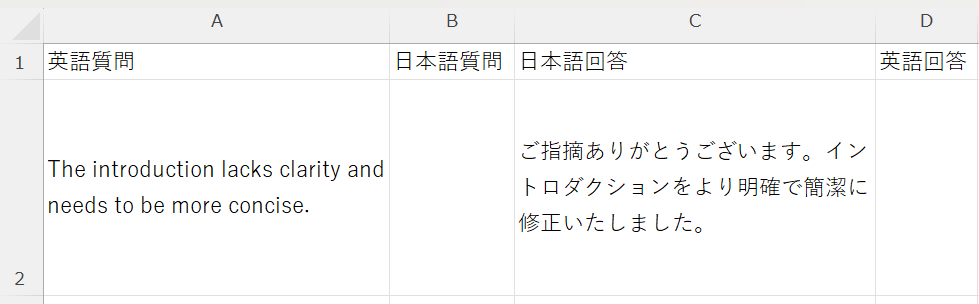 A B C D
1 英語質問 日本語質問 日本語回答 英語回答
The introduction lacks clarity and
needs to be more concise.
ご指摘ありがとうございます。イン
トロダクションをより明確で簡潔に
修正いたしました。
2